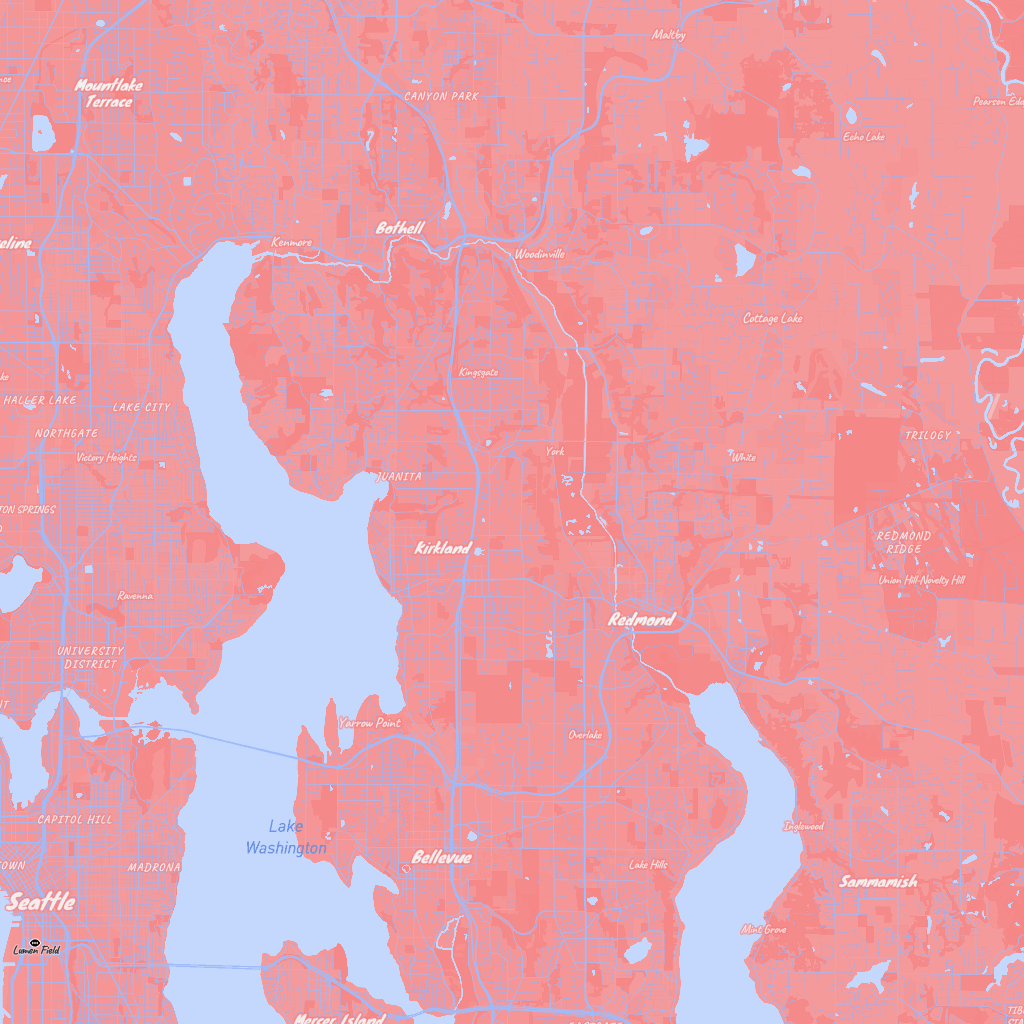 Maltby
Mountlake
Terrace
CANYON PARK
Pearson Edd
Echo Lake
Bothell
eline
Kenmore
Woodinville
Cottage Lake
Kingsgate
HALLER LAKE
LAKE CITY
NORTHGATE
TRILOGY
Victory Heights
York
White
JUANITA
TON SPRINGS
REDMOND
RIDGE
Kirkland
Union Hill-Novelty Hill
Ravenna
Redmond
UNIVERSITY
DISTRICT
NT
Yarrow Point
Overlake
CAPITOL HILL
Lake
Washington
Inglewood
TOWN
MADRONA
Bellevue
Lake Hills
Sammamish
Seattle
Mint Grove
Lumen Field
Mercer Island